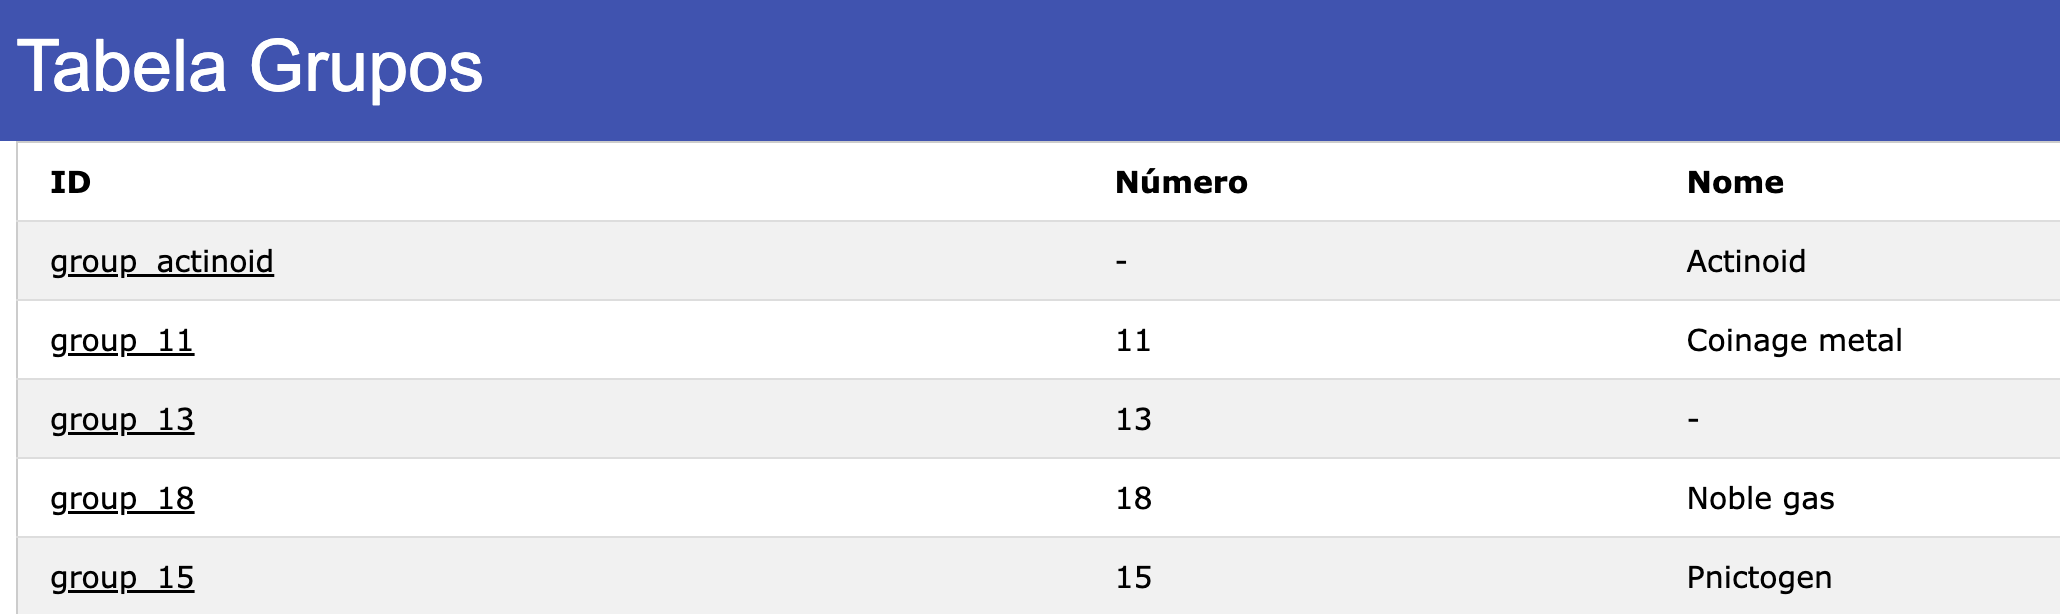 Tabela Grupos
ID Número Nome
group_actinoid - Actinoid
group_11 11 Coinage metal
group_13 13 -
group_18 18 Noble gas
group_15 15 Pnictogen